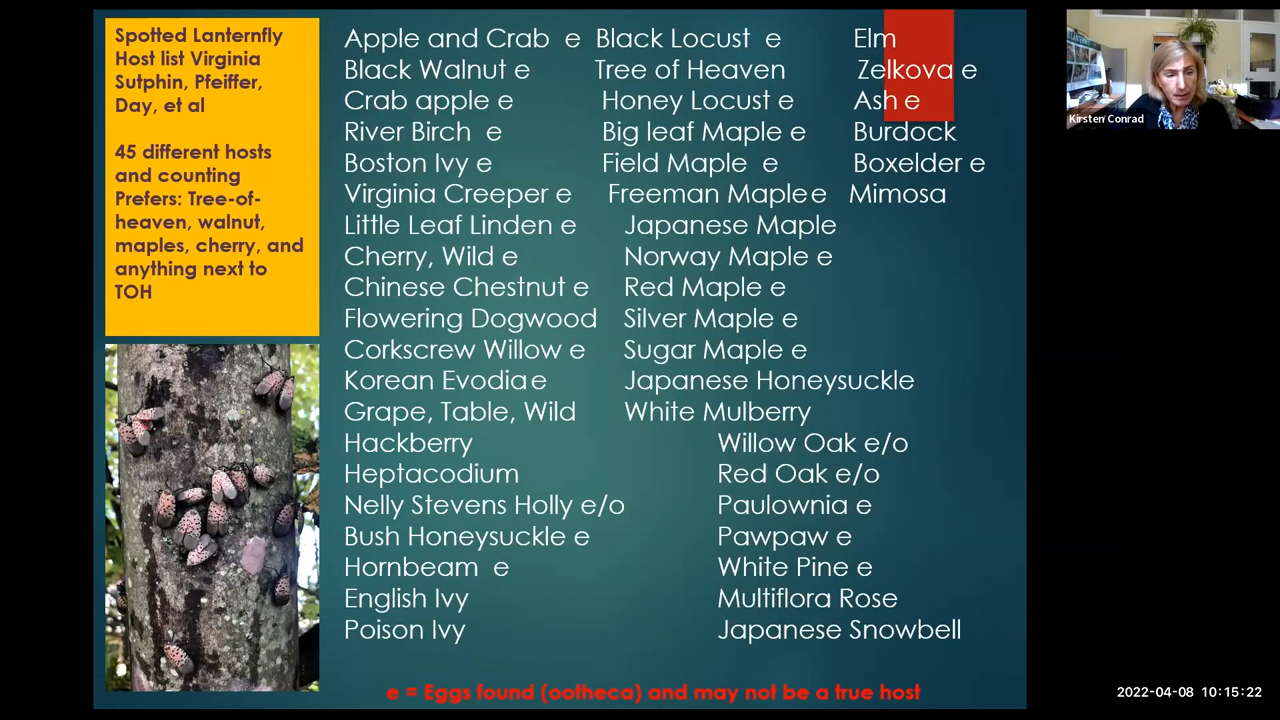 Spotted Lanternfly
Host list Virginia
Sutphin, Pfeiffer,
Day, et al
45 different hosts
and counting
Prefers: Tree-of-
heaven, walnut,
maples, cherry, and
anything next to
TOH
Apple and Crab e Black Locust e Elm
Black Walnut e Tree of Heaven Zelkova e
Crab apple e Honey Locust e Ash e
River Birch e Big leaf Maple e Burdock
Boston Ivy e Field Maple e Boxelder e
Virginia Creeper e Freeman Maple e Mimosa
Little Leaf Linden e Japanese Maple
Cherry, Wild e Norway Maple e
Chinese Chestnut e Red Maple e
Flowering Dogwood Silver Maple e
Corkscrew Willow e Sugar Maple e
Korean Evodia e Japanese Honeysuckle
Grape, Table, Wild White Mulberry
Hackberry Willow Oak e/o
Heptacodium Red Oak e/o
Nelly Stevens Holly e/o Paulownia e
Bush Honeysuckle e Pawpaw e
Hornbeam e White Pine e
English Ivy Multiflora Rose
Poison Ivy Japanese Snowbell
e = Eggs found (ootheca) and may not be a true host
Kirsten Conrad
2022-04-08 10:15:22